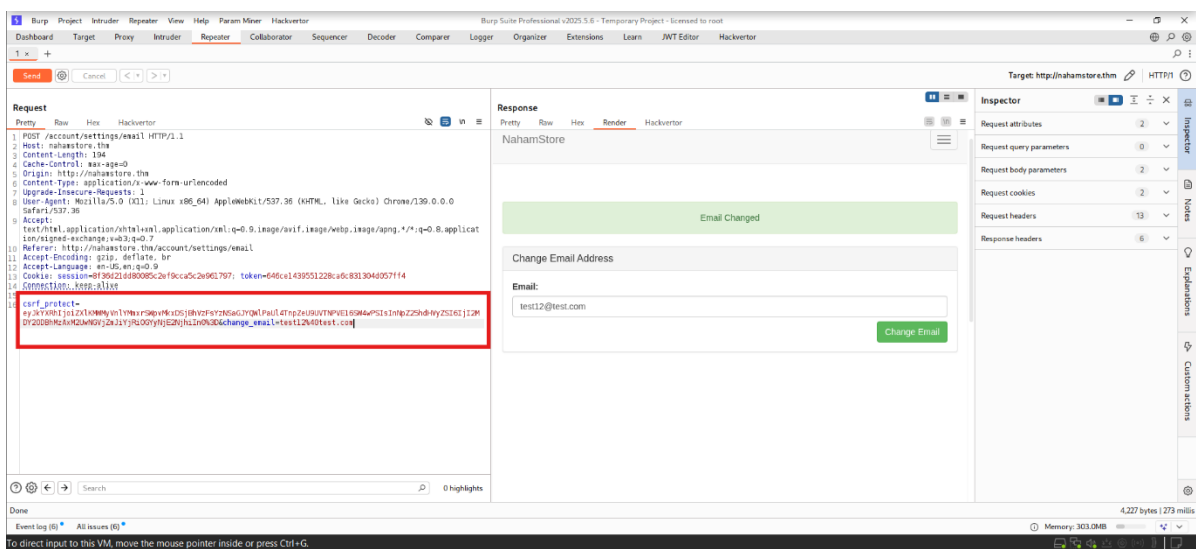 Burp Project Intruder Repeater View Help Param Miner Hackvertor
Burp Suite Professional v2025.5.6 - Temporary Project - licensed to root
Dashboard Target Proxy Intruder Repeater Collaborator Sequencer Decoder Comparer Logger Organizer Extensions Learn JWT Editor Hackvertor
1 × +
Send Cancel < >
Target: http://nahamstore.thm HTTP/1
Request
Pretty Raw Hex Hackvertor
1 POST /account/settings/email HTTP/1.1
2 Host: nahamstore.thm
3 Content-Length: 194
4 Cache-Control: max-age=0
5 Origin: http://nahamstore.thm
6 Content-Type: application/x-www-form-urlencoded
7 Upgrade-Insecure-Requests: 1
8 User-Agent: Mozilla/5.0 (X11; Linux x86_64) AppleWebKit/537.36 (KHTML, like Gecko) Chrome/139.0.0.0
Safari/537.36
9 Accept:
text/html,application/xhtml+xml,application/xml;q=0.9,image/avif,image/webp,image/apng,*/*;q=0.8,applicat
ion/signed-exchange;v=b3;q=0.7
10 Referer: http://nahamstore.thm/account/settings/email
11 Accept-Encoding: gzip, deflate, br
12 Accept-Language: en-US,en;q=0.9
13 Cookie: session=8f36d21dd80085c2ef9cca5c2e961797; token=646ce1439551228ca6c831304d057ff4
14 Connection: keep-alive
15
16 csrf_protect=
&change_email=test12%40test.com
Search 0 highlights
Response
Pretty Raw Hex Render Hackvertor
NahamStore
Email Changed
Change Email Address
Email:
test12@test.com
Change Email
Inspector
Request attributes 2
Request query parameters 0
Request body parameters 2
Request cookies 2
Request headers 13
Response headers 6
Inspector
Notes
Explanations
Custom actions
Done
4,227 bytes | 273 millis
Event log (6) All issues (6)
Memory: 303.0MB
To direct input to this VM, move the mouse pointer inside or press Ctrl+G.